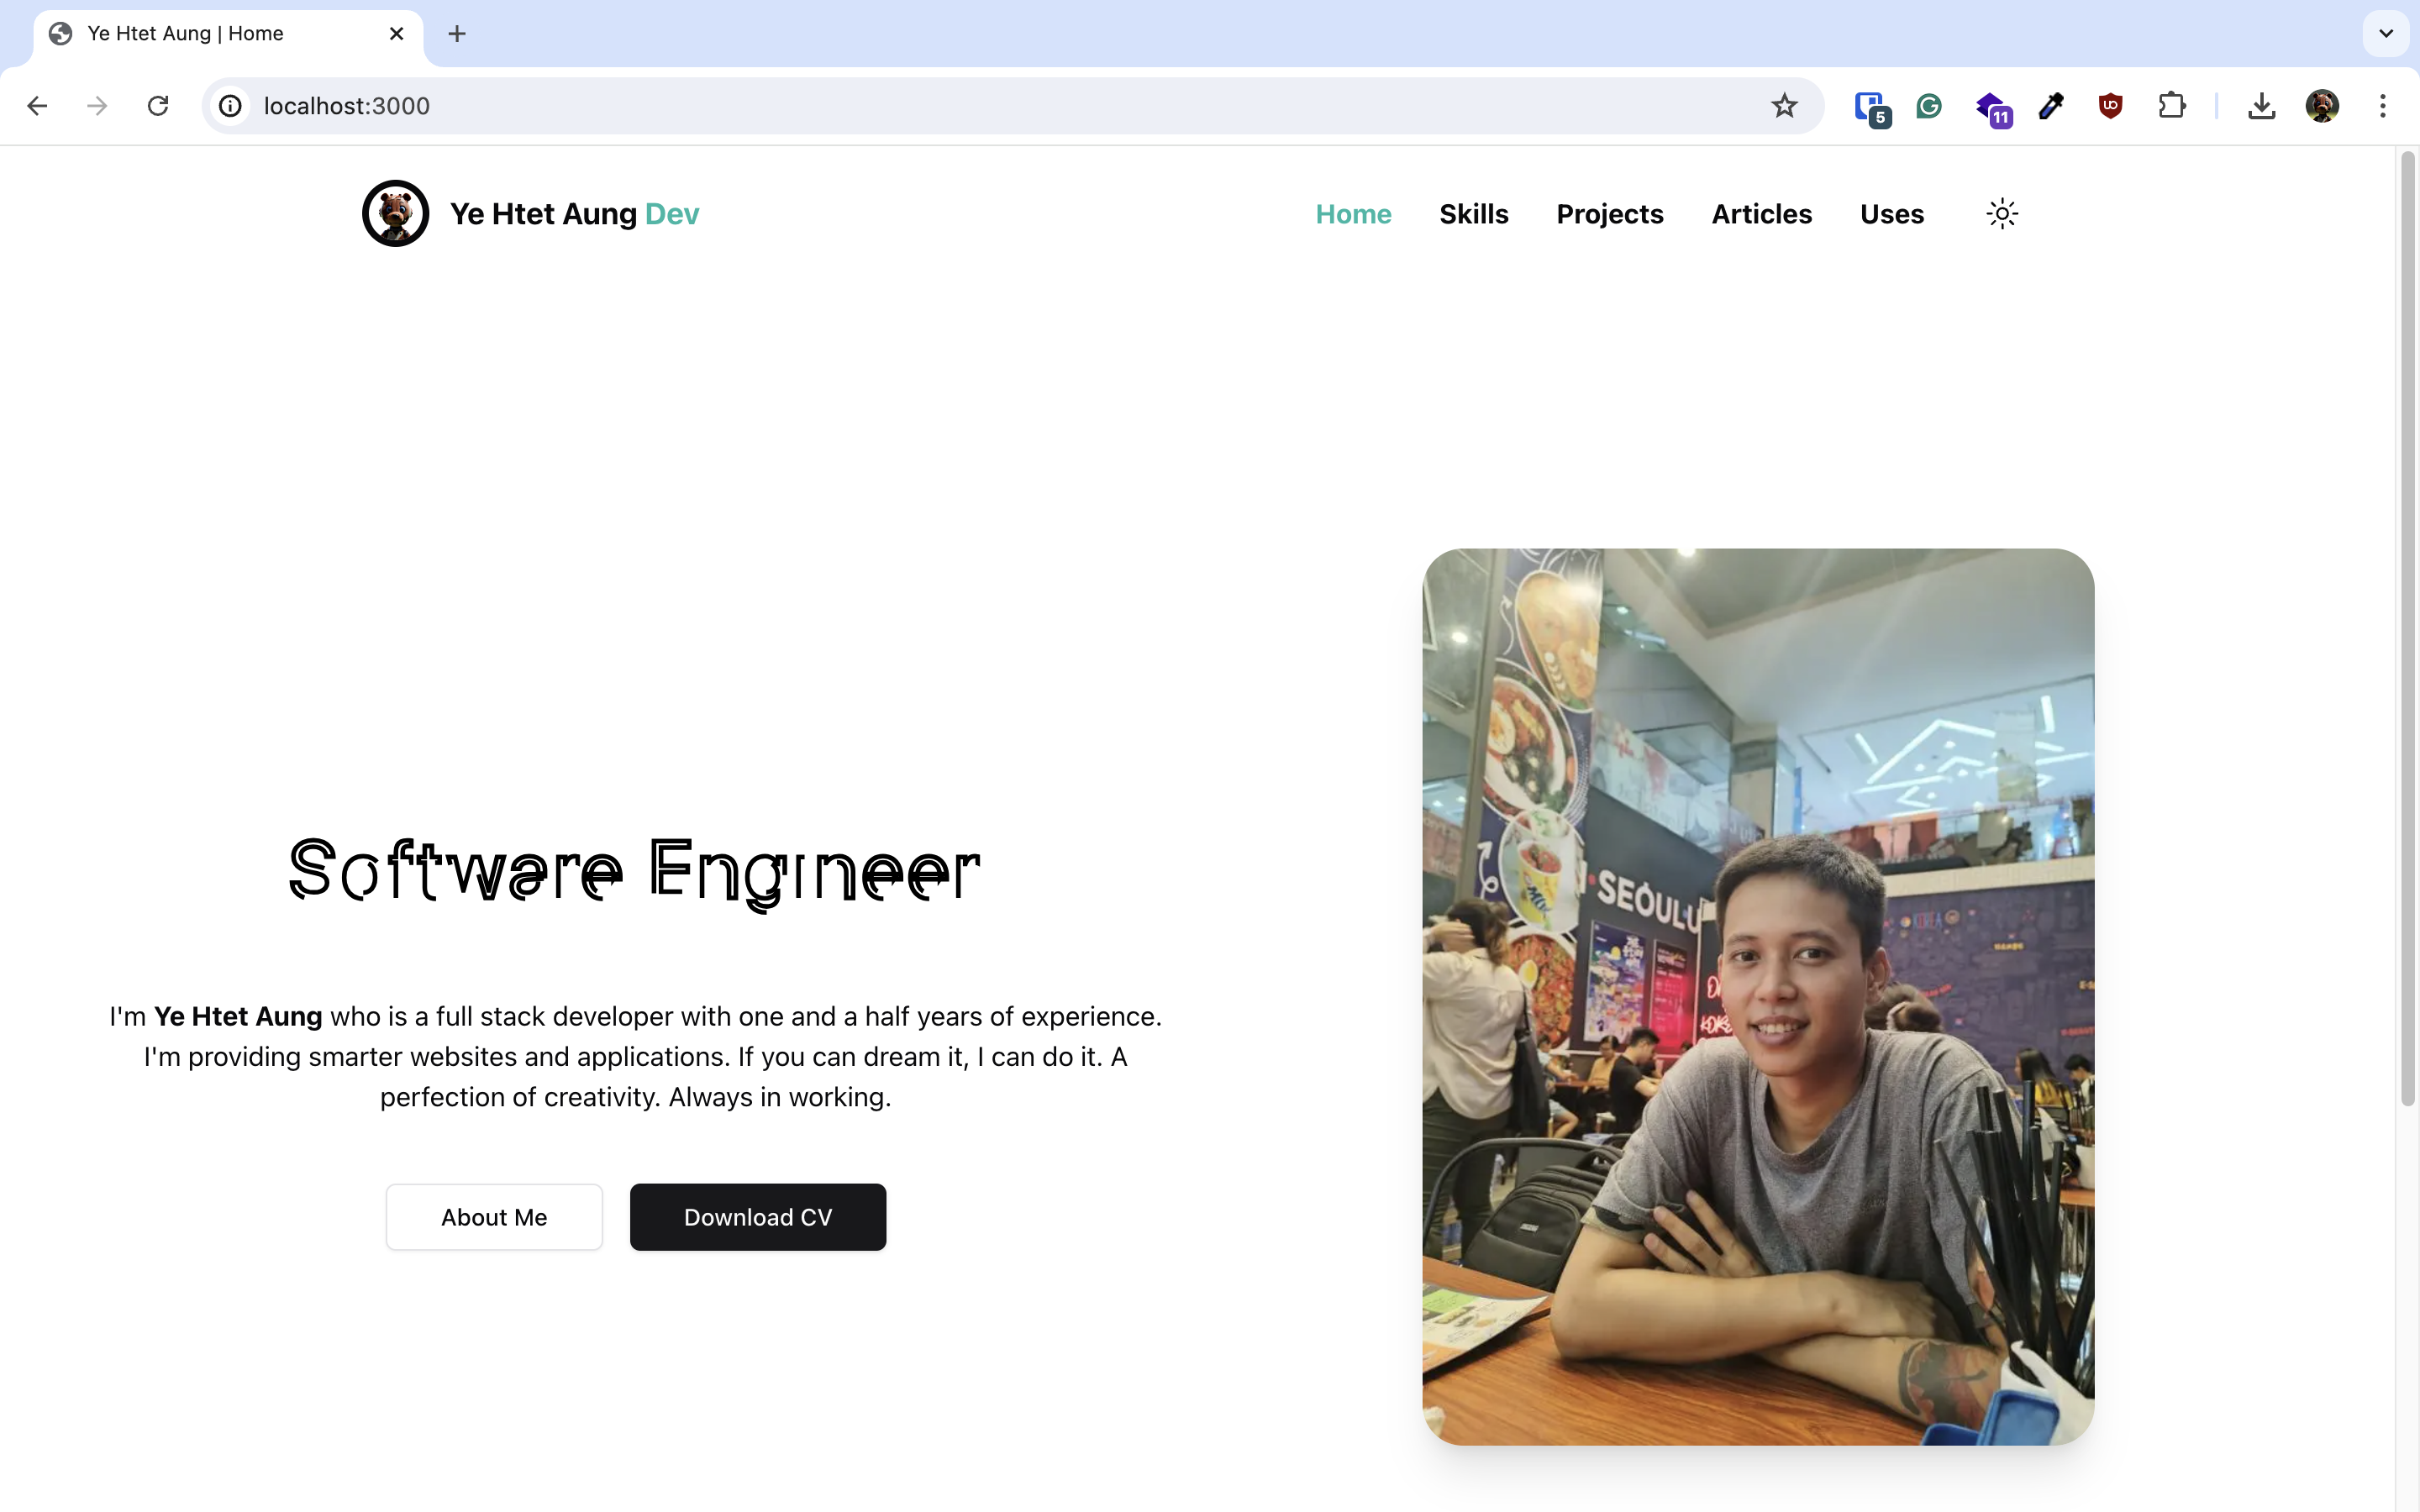 Ye Htet Aung | Home
localhost:3000
5
11
Ye Htet Aung Dev
Home Skills Projects Articles Uses
Software Engineer
I'm Ye Htet Aung who is a full stack developer with one and a half years of experience.
I'm providing smarter websites and applications. If you can dream it, I can do it. A
perfection of creativity. Always in working.
About Me
Download CV
SEOUL
KOREA